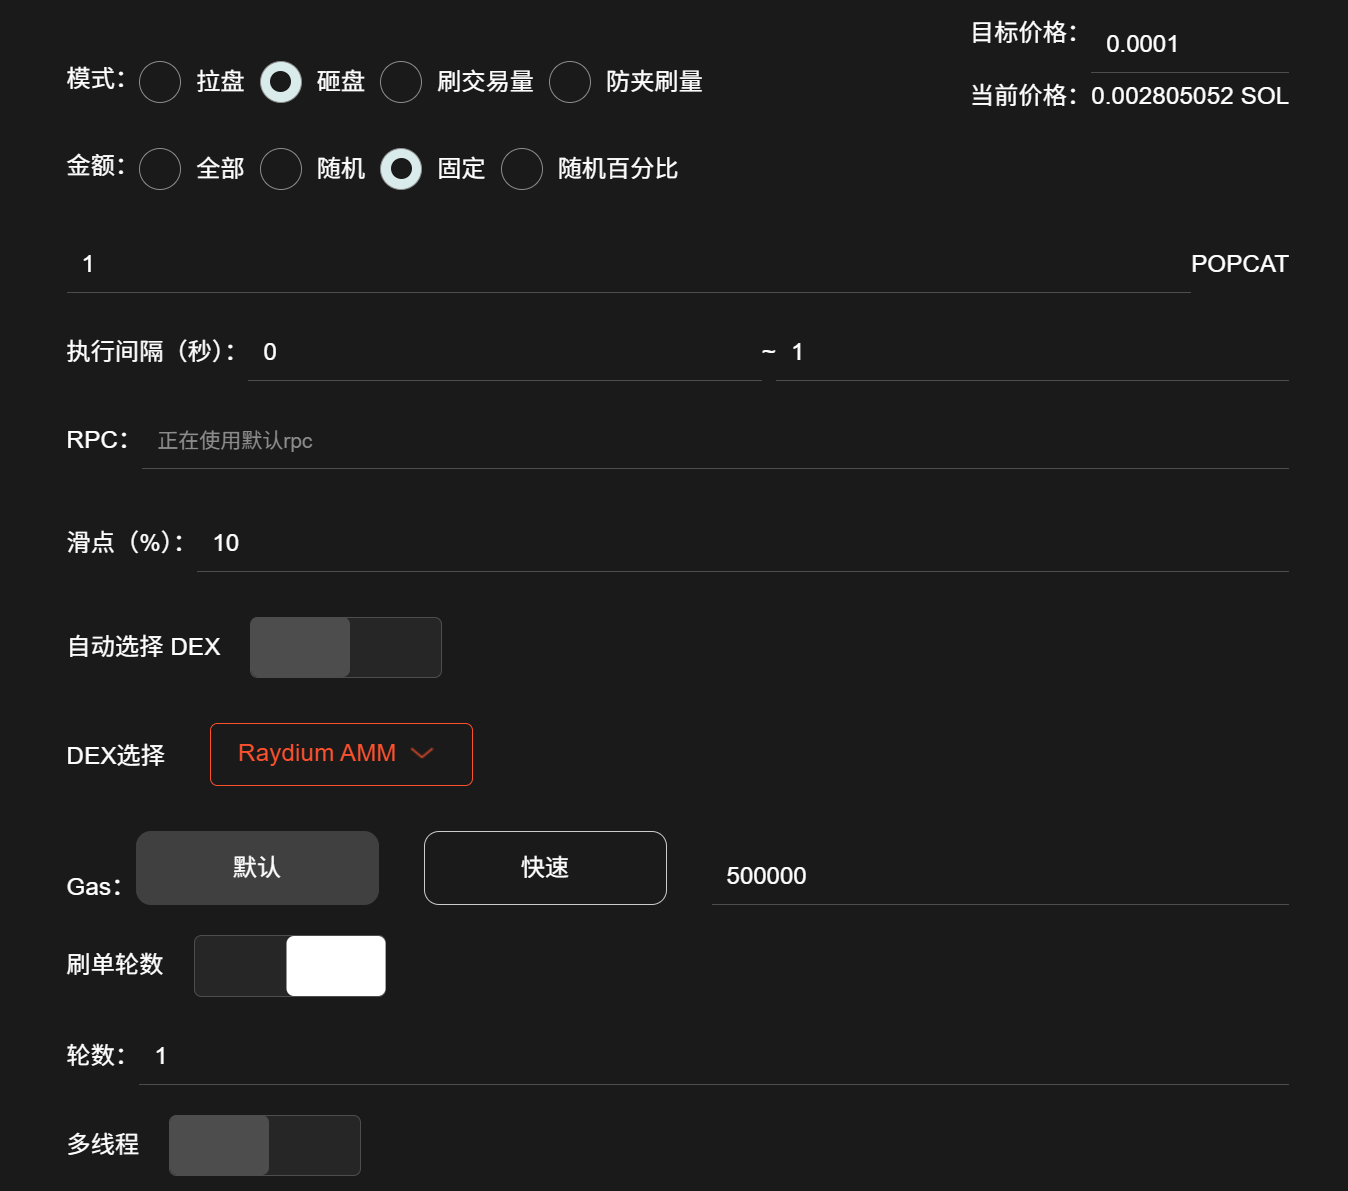 目标价格： 0.0001
模式： 拉盘 砸盘 刷交易量 防夹刷量
当前价格：0.002805052 SOL
金额： 全部 随机 固定 随机百分比
1 POPCAT
执行间隔（秒）： 0 ~ 1
RPC： 正在使用默认rpc
滑点（%）： 10
自动选择 DEX
DEX选择 Raydium AMM
Gas： 默认 快速 500000
刷单轮数
轮数： 1
多线程